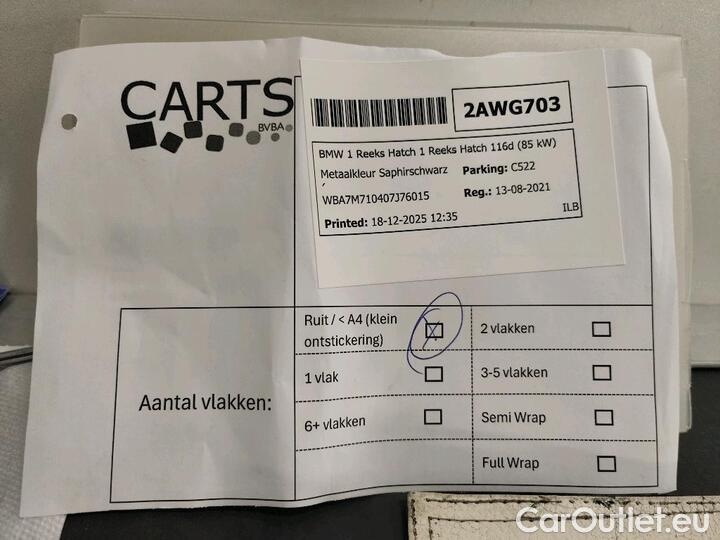 CARTS
BVBA
2AWG703
BMW 1 Reeks Hatch 1 Reeks Hatch 116d (85 kW)
Metaalkleur Saphirschwarz Parking: C522
WBA7M710407J76015 Reg.: 13-08-2021
Printed: 18-12-2025 12:35
ILB
Aantal vlakken:
Ruit / < A4 (klein
ontstickering)
2 vlakken
1 vlak
3-5 vlakken
6+ vlakken
Semi Wrap
Full Wrap
CarOutlet.eu